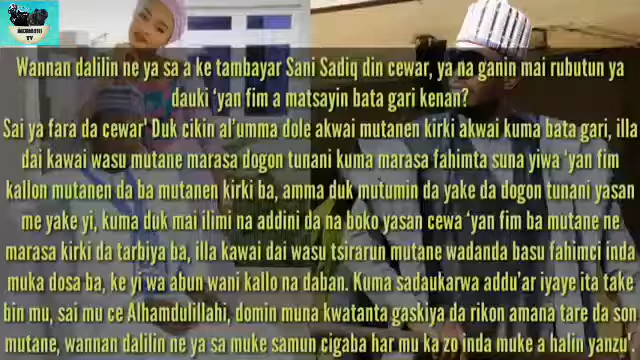 Wannan dalilin ne ya sa a ke tambayar Sani Sadiq din cewar, ya na ganin mai rubutun ya
dauki ‘yan fim a matsayin bata gari kenan?
Sai ya fara da cewar' Duk cikin al’umma dole akwai mutanen kirki akwai kuma bata gari, illa
dai kawai wasu mutane marasa dogon tunani kuma marasa fahimta suna yiwa ‘yan fim
kallon mutanen da ba mutanen kirki ba, amma duk mutumin da yake da dogon tunani yasan
me yake yi, kuma duk mai ilimi na addini da na boko yasan cewa ‘yan fim ba mutane ne
marasa kirki da tarbiya ba, illa kawai dai wasu tsirarun mutane wadanda basu fahimci inda
muka dosa ba, ke yi wa abun wani kallo na daban. Kuma sadaukarwa addu’ar iyaye ita take
bin mu, sai mu ce Alhamdulillahi, domin muna kwatanta gaskiya da rikon amana tare da son
mutane, wannan dalilin ne ya sa muke samun cigaba har mu ka zo inda muke a halin yanzu’.